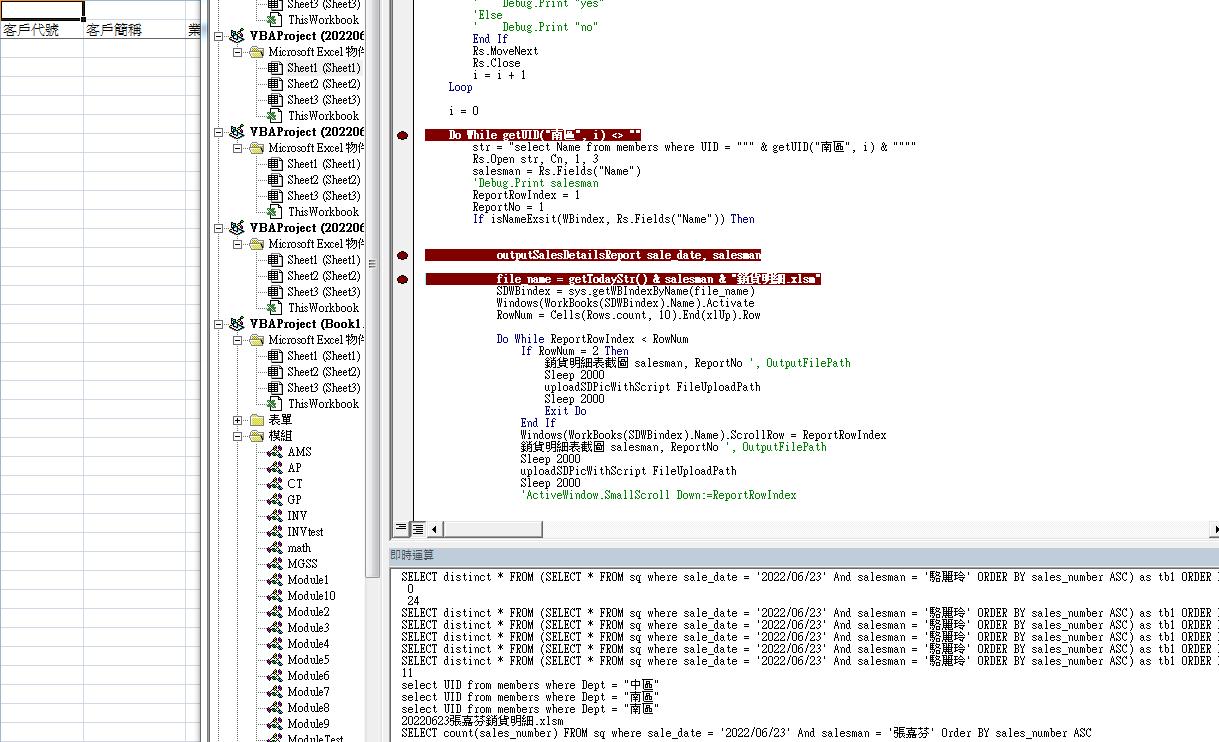 客戶代號 客戶簡稱 業
Sheet3 (Sheet3)
ThisWorkbook
VBAProject (202206
Microsoft Excel 物件
Sheet1 (Sheet1)
Sheet2 (Sheet2)
Sheet3 (Sheet3)
ThisWorkbook
VBAProject (202206
Microsoft Excel 物件
Sheet1 (Sheet1)
Sheet2 (Sheet2)
Sheet3 (Sheet3)
ThisWorkbook
VBAProject (202206
Microsoft Excel 物件
Sheet1 (Sheet1)
Sheet2 (Sheet2)
Sheet3 (Sheet3)
ThisWorkbook
VBAProject (Book1.
Microsoft Excel 物件
Sheet1 (Sheet1)
Sheet2 (Sheet2)
Sheet3 (Sheet3)
ThisWorkbook
表單
模組
AMS
AP
CT
GP
INV
INVtest
math
MGSS
Module1
Module10
Module2
Module3
Module4
Module5
Module6
Module7
Module8
Module9
ModuleTest
' Debug.Print "yes"
'Else
' Debug.Print "no"
End If
Rs.MoveNext
Rs.Close
i = i + 1
Loop
i = 0
Do While getUID("南區", i) <> ""
str = "select Name from members where UID = """ & getUID("南區", i) & """"
Rs.Open str, Cn, 1, 3
salesman = Rs.Fields("Name")
'Debug.Print salesman
ReportRowIndex = 1
ReportNo = 1
If isNameExsit(WBindex, Rs.Fields("Name")) Then
outputSalesDetailsReport sale_date, salesman
file_name = getTodayStr() & salesman & "銷貨明細.xlsm"
SDWBindex = sys.getWBIndexByName(file_name)
Windows(WorkBooks(SDWBindex).Name).Activate
RowNum = Cells(Rows.count, 10).End(xlUp).Row
Do While ReportRowIndex < RowNum
If RowNum = 2 Then
銷貨明細表截圖 salesman, ReportNo ', OutputFilePath
Sleep 2000
uploadSDPicWithScript FileUploadPath
Sleep 2000
Exit Do
End If
Windows(WorkBooks(SDWBindex).Name).ScrollRow = ReportRowIndex
銷貨明細表截圖 salesman, ReportNo ', OutputFilePath
Sleep 2000
uploadSDPicWithScript FileUploadPath
Sleep 2000
'ActiveWindow.SmallScroll Down:=ReportRowIndex
即時運算
SELECT distinct * FROM (SELECT * FROM sq where sale_date = '2022/06/23' And salesman = '駱麗玲' ORDER BY sales_number ASC) as tb1 ORDER
0
24
SELECT distinct * FROM (SELECT * FROM sq where sale_date = '2022/06/23' And salesman = '駱麗玲' ORDER BY sales_number ASC) as tb1 ORDER
SELECT distinct * FROM (SELECT * FROM sq where sale_date = '2022/06/23' And salesman = '駱麗玲' ORDER BY sales_number ASC) as tb1 ORDER
SELECT distinct * FROM (SELECT * FROM sq where sale_date = '2022/06/23' And salesman = '駱麗玲' ORDER BY sales_number ASC) as tb1 ORDER
SELECT distinct * FROM (SELECT * FROM sq where sale_date = '2022/06/23' And salesman = '駱麗玲' ORDER BY sales_number ASC) as tb1 ORDER
SELECT distinct * FROM (SELECT * FROM sq where sale_date = '2022/06/23' And salesman = '駱麗玲' ORDER BY sales_number ASC) as tb1 ORDER
11
select UID from members where Dept = "中區"
select UID from members where Dept = "南區"
select UID from members where Dept = "南區"
20220623張嘉芬銷貨明細.xlsm
SELECT count(sales_number) FROM sq where sale_date = '2022/06/23' And salesman = '張嘉芬' Order BY sales_number ASC